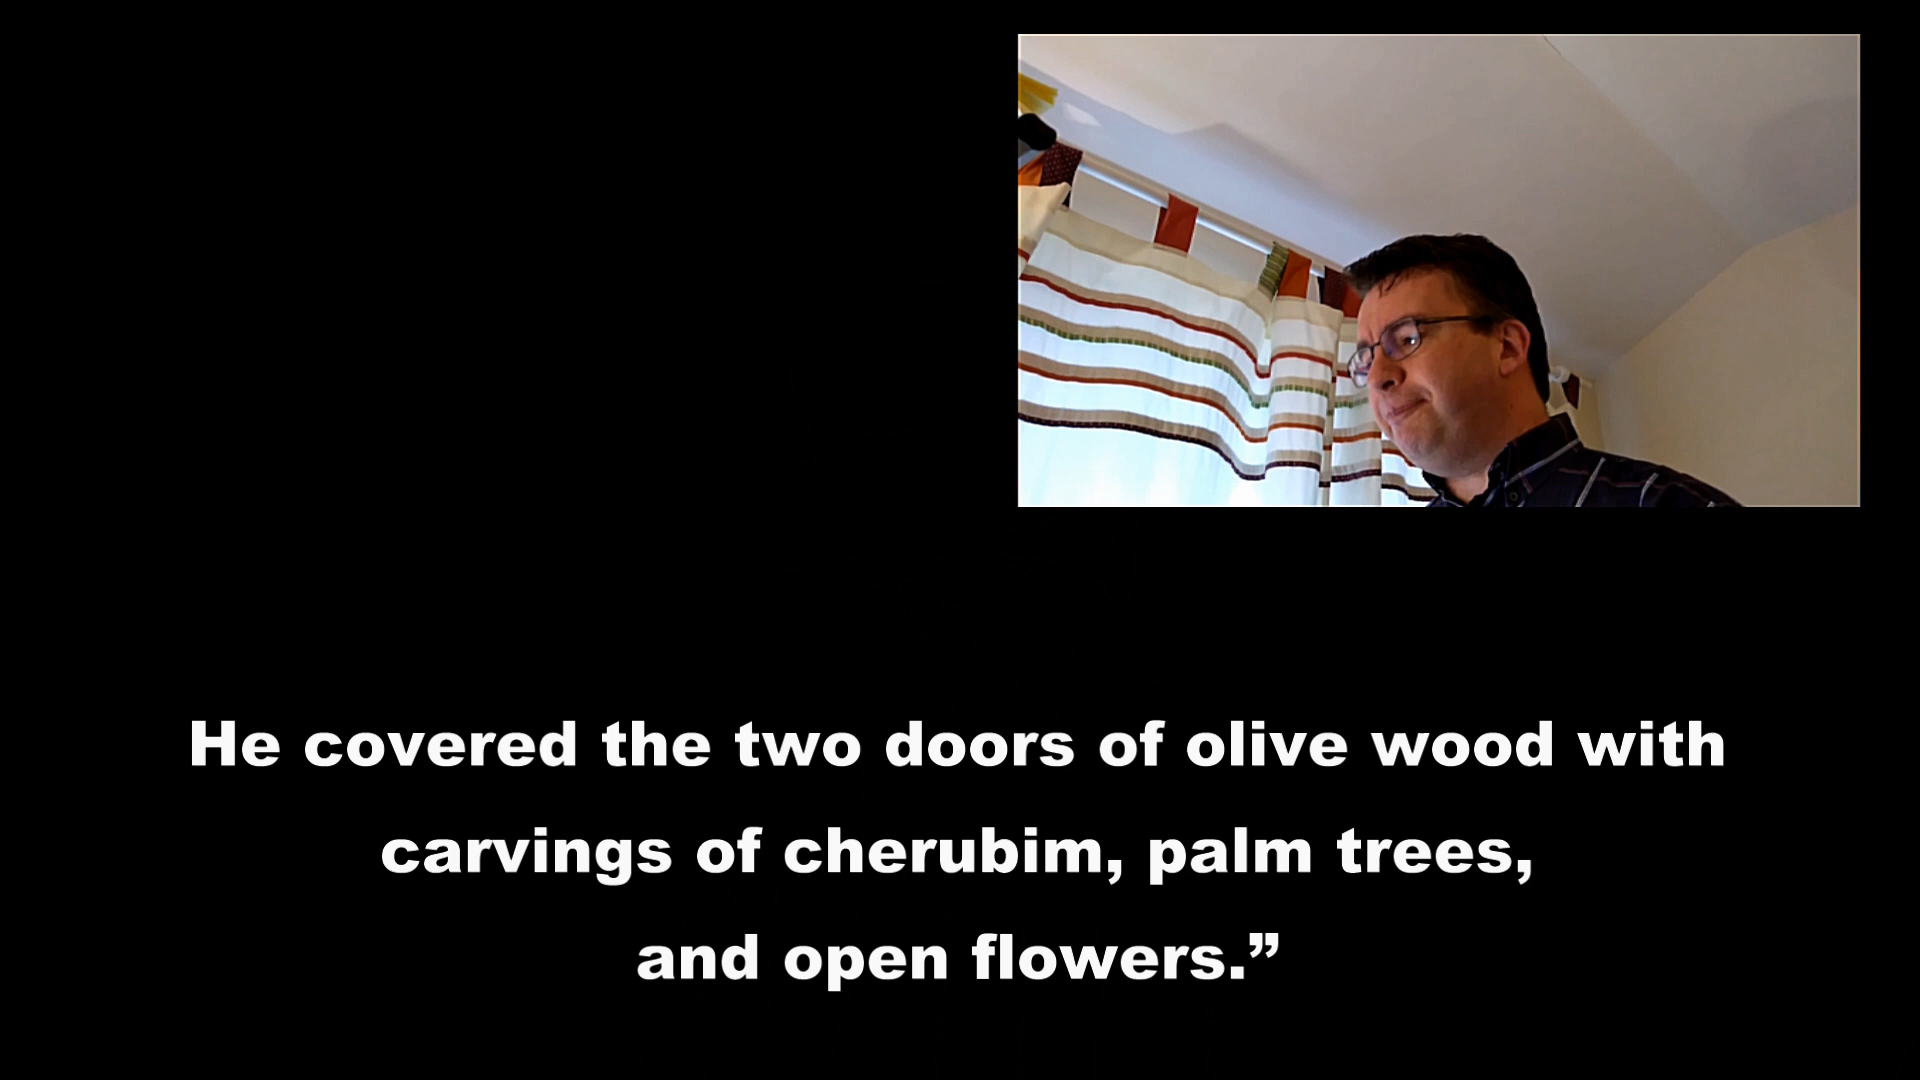 He covered the two doors of olive wood with
carvings of cherubim, palm trees,
and open flowers.”